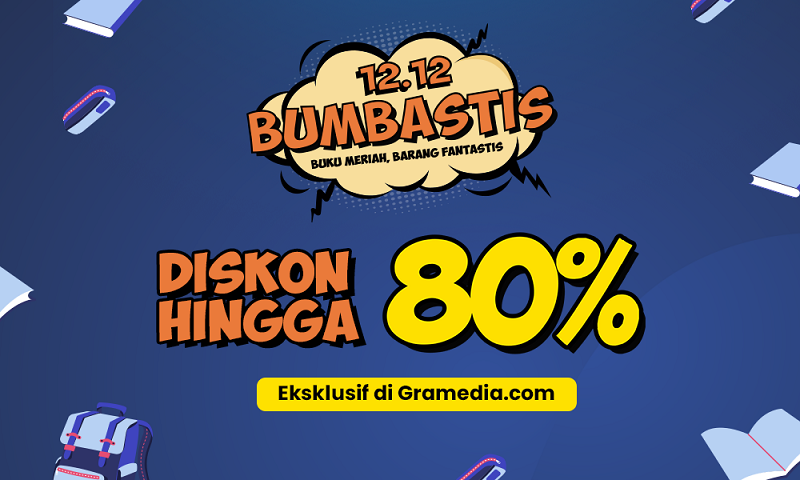 12.12
BUMBASTIS
BUKU MERIAH, BARANG FANTASTIS
DISKON
HINGGA
80%
Eksklusif di Gramedia.com